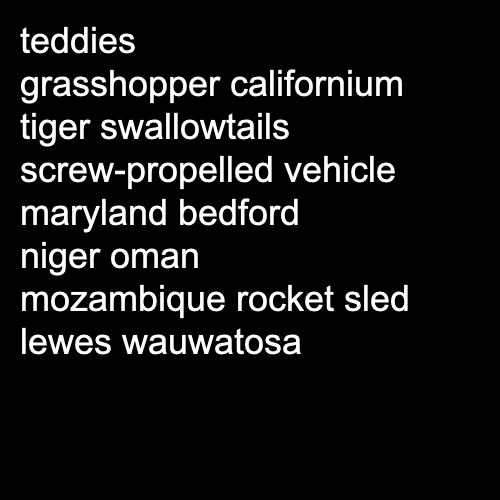 teddies
grasshopper californium
tiger swallowtails
screw-propelled vehicle
maryland bedford
niger oman
mozambique rocket sled
lewes wauwatosa